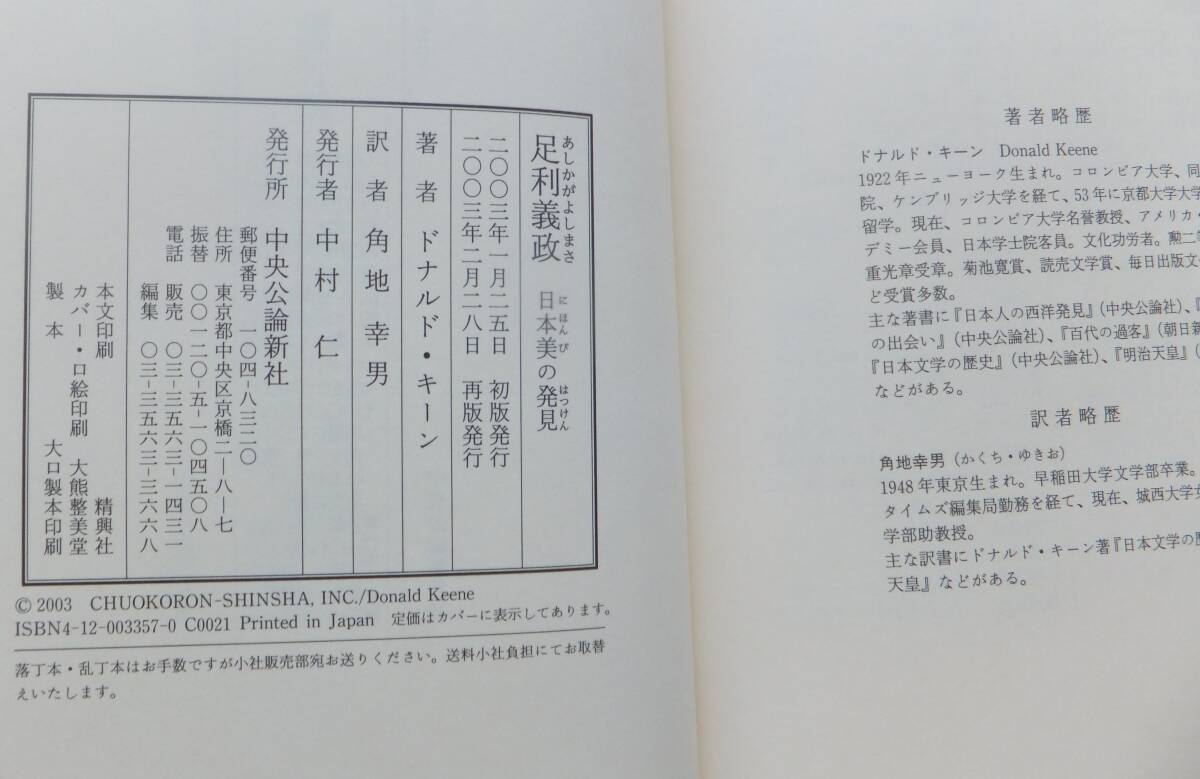 足利義政 日本美の発見
あしかがよしまさ にほんび はっけん
二〇〇三年一月二五日 初版発行
二〇〇三年二月二八日 再版発行
著者 ドナルド・キーン
訳者 角地幸男
発行者 中村仁
発行所 中央公論新社
郵便番号 一〇四-八三二〇
住所 東京都中央区京橋二-八-七
振替 〇〇一二〇-五-一〇四五〇八
電話 販売 〇三-三五六三-一四三一
編集 〇三-三五六三-三六六八
本文印刷 精興社
カバー・口絵印刷 大熊整美堂
製本 大口製本印刷
© 2003 CHUOKORON-SHINSHA, INC./Donald Keene
ISBN4-12-003357-0 C0021 Printed in Japan 定価はカバーに表示してあります。
落丁本・乱丁本はお手数ですが小社販売部宛お送りください。送料小社負担にてお取替
えいたします。
著者略歴
ドナルド・キーン Donald Keene
1922年ニューヨーク生まれ。コロンビア大学、同
院、ケンブリッジ大学を経て、53年に京都大学大学
留学。現在、コロンビア大学名誉教授、アメリカ・
デミー会員、日本学士院客員。文化功労者。勲二等
重光章受章。菊池寛賞、読売文学賞、毎日出版文
ど受賞多数。
主な著書に『日本人の西洋発見』(中央公論社)、『
の出会い』(中央公論社)、『百代の過客』(朝日新
『日本文学の歴史』(中央公論社)、『明治天皇』(
などがある。
訳者略歴
角地幸男(かくち・ゆきお)
1948年東京生まれ。早稲田大学文学部卒業。
タイムズ編集局勤務を経て、現在、城西大学女
学部助教授。
主な訳書にドナルド・キーン著『日本文学の歴
天皇』などがある。